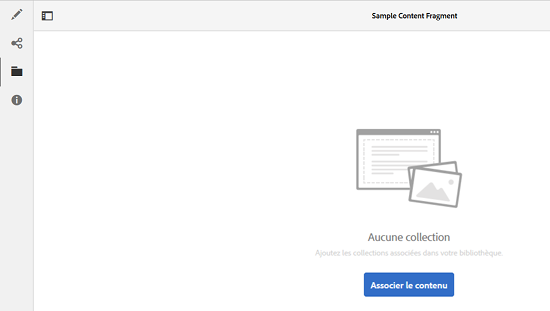 Sample Content Fragment
Aucune collection
Ajoutez les collections associées dans votre bibliothèque.
Associer le contenu